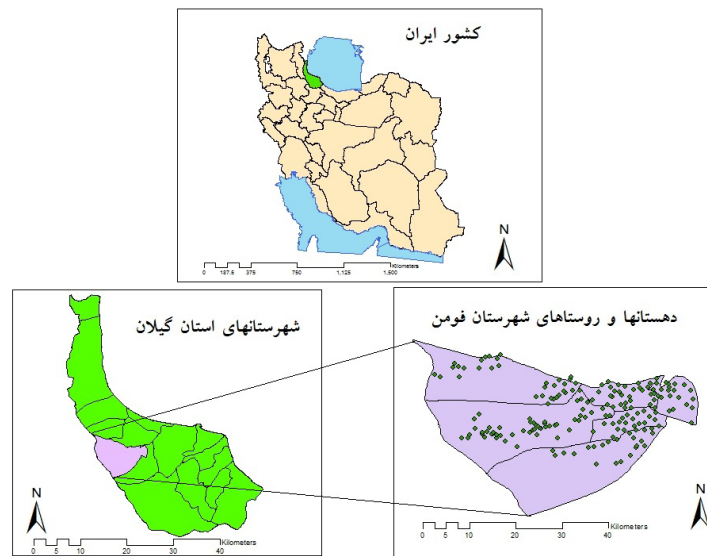 کشور ایران
N
0 187.5 375 750 1,125 1,500
Kilometers
شهرستانهای استان گیلان
N
0 5 10 20 30 40
Kilometers
دهستانها و روستاهای شهرستان فومن
N
0 5 10 20 30 40
Kilometers